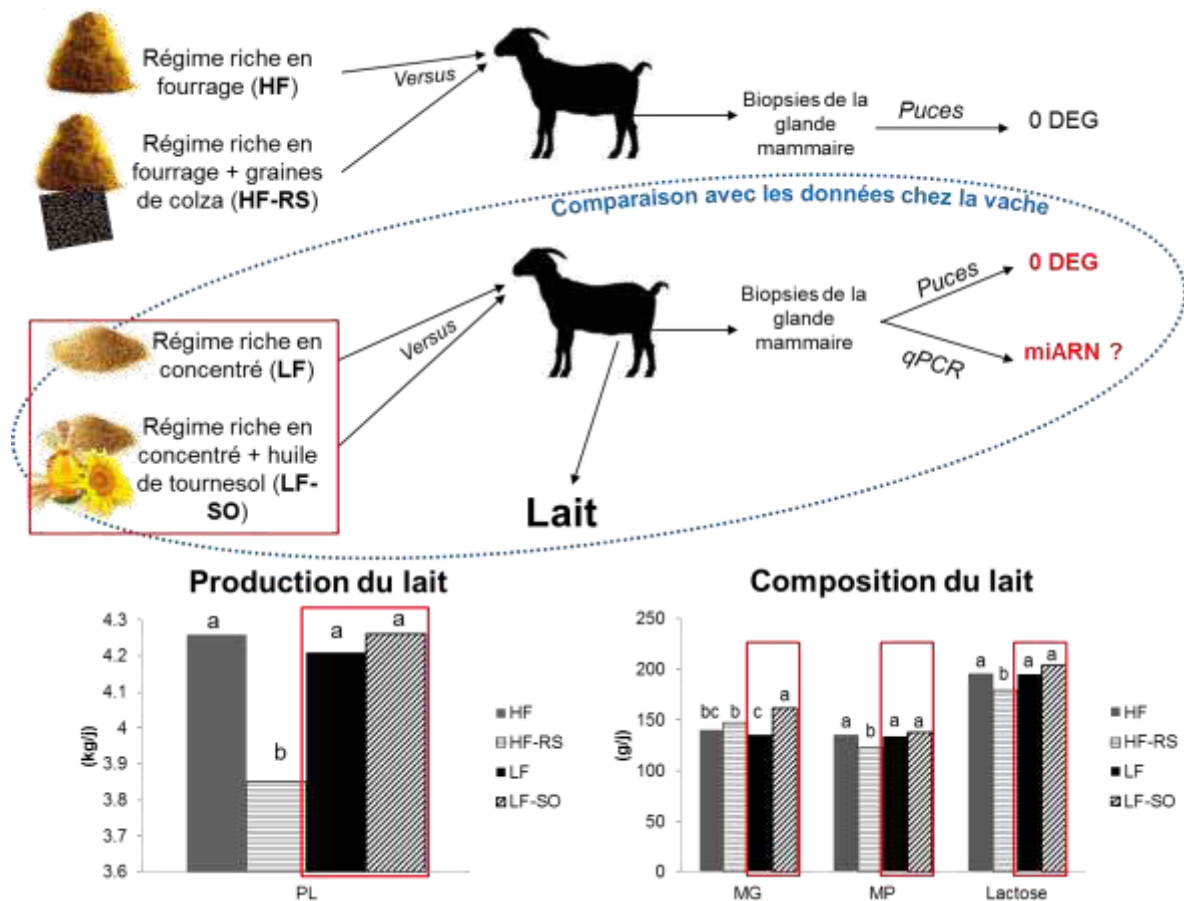 Régime riche en
fourrage (HF)
Versus
Régime riche en
fourrage + graines
de colza (HF-RS)
Biopsies de la
glande
mammaire
Puces
0 DEG
Comparaison avec les données chez la vache
Régime riche en
concentré (LF)
Versus
Régime riche en
concentré + huile
de tournesol (LF-
SO)
Biopsies de la
glande
mammaire
Puces
0 DEG
qPCR
miARN ?
Lait
Production du lait
(kg/j)
4.3
4.2
4.1
4
3.9
3.8
3.7
3.6
a
b
a
a
PL
HF
HF-RS
LF
LF-SO
Composition du lait
(g/j)
250
200
150
100
50
0
bc b c a
a b a a
a b a a
MG
MP
Lactose
HF
HF-RS
LF
LF-SO